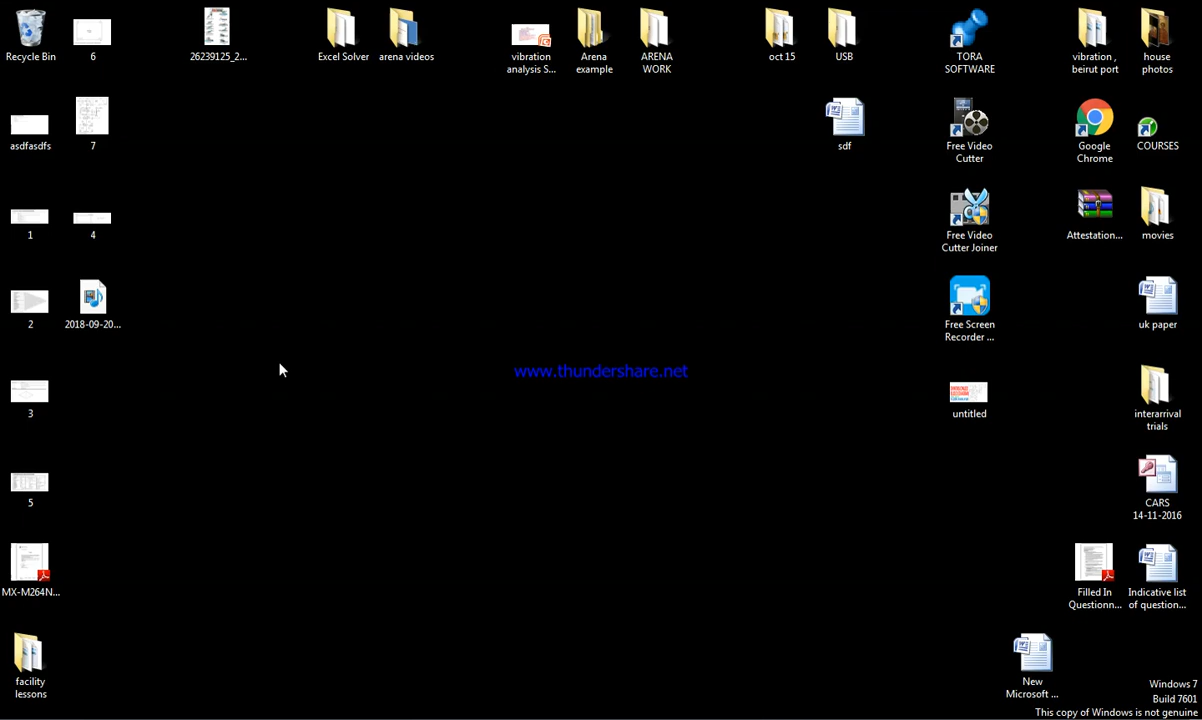 Recycle Bin
6
26239125_2...
Excel Solver
arena videos
vibration
analysis S...
Arena
example
ARENA
WORK
oct 15
USB
TORA
SOFTWARE
vibration ,
beirut port
house
photos
asdfasdfs
7
sdf
Free Video
Cutter
Google
Chrome
COURSES
1
4
Free Video
Cutter Joiner
Attestation...
movies
2
2018-09-20...
Free Screen
Recorder ...
uk paper
www.thundershare.net
3
untitled
interarrival
trials
5
CARS
14-11-2016
MX-M264N...
Filled In
Questionn...
Indicative list
of question...
facility
lessons
New
Microsoft ...
Windows 7
Build 7601
This copy of Windows is not genuine